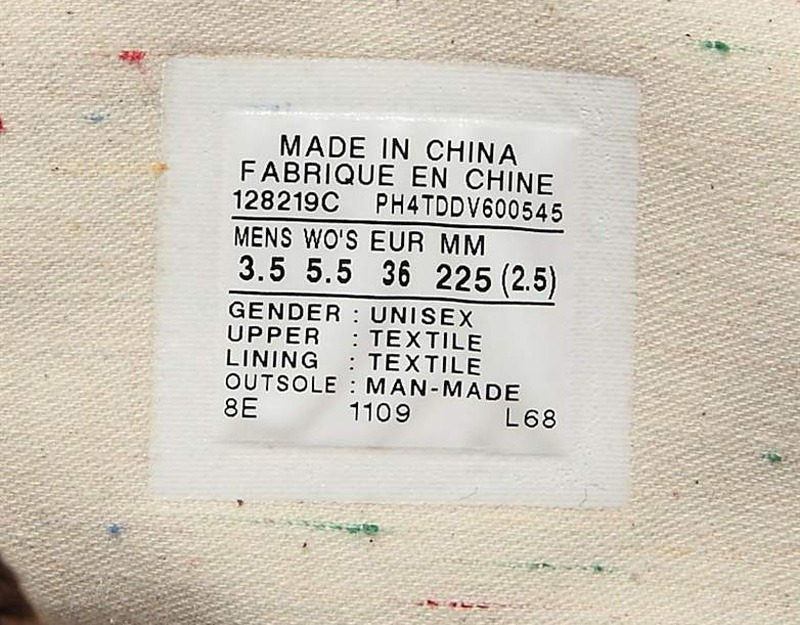 MADE IN CHINA
FABRIQUE EN CHINE
128219C PH4TDDV600545
MENS WO'S EUR MM
3.5 5.5 36 225 (2.5)
GENDER : UNISEX
UPPER : TEXTILE
LINING : TEXTILE
OUTSOLE : MAN-MADE
8E 1109 L68